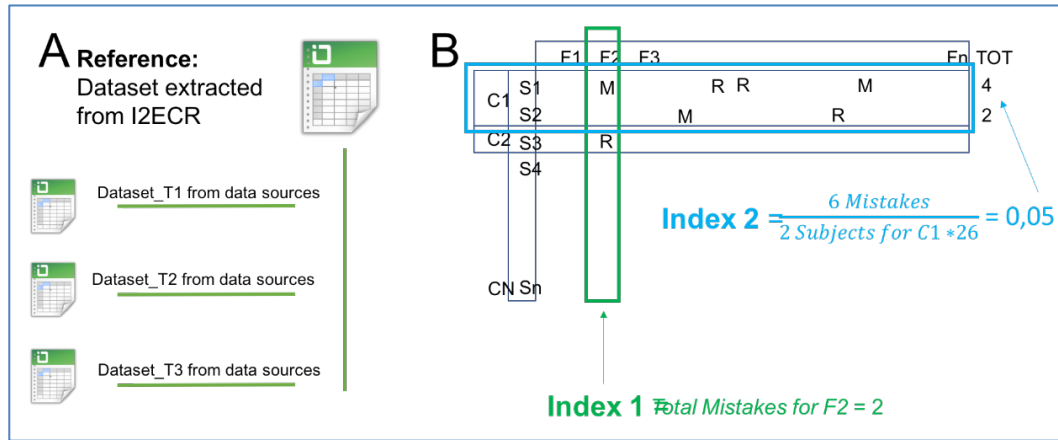 A Reference:
Dataset extracted
from I2ECR
Dataset_T1 from data sources
Dataset_T2 from data sources
Dataset_T3 from data sources
B
F1 F2 F3 Fn TOT
C1 S1 M R R M 4
S2 M R 2
C2 S3 R
S4
CN Sn
Index 2 = 6 Mistakes / 2 Subjects for C1 *26 = 0,05
Index 1 = Total Mistakes for F2 = 2